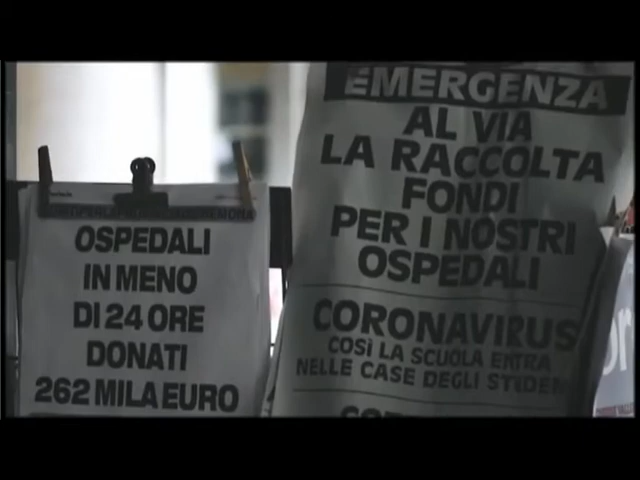 OSPEDALI
IN MENO
DI 24 ORE
DONATI
262 MILA EURO
EMERGENZA
AL VIA
LA RACCOLTA
FONDI
PER I NOSTRI
OSPEDALI
CORONAVIRUS
COSÌ LA SCUOLA ENTRA
NELLE CASE DEGLI STUDEN